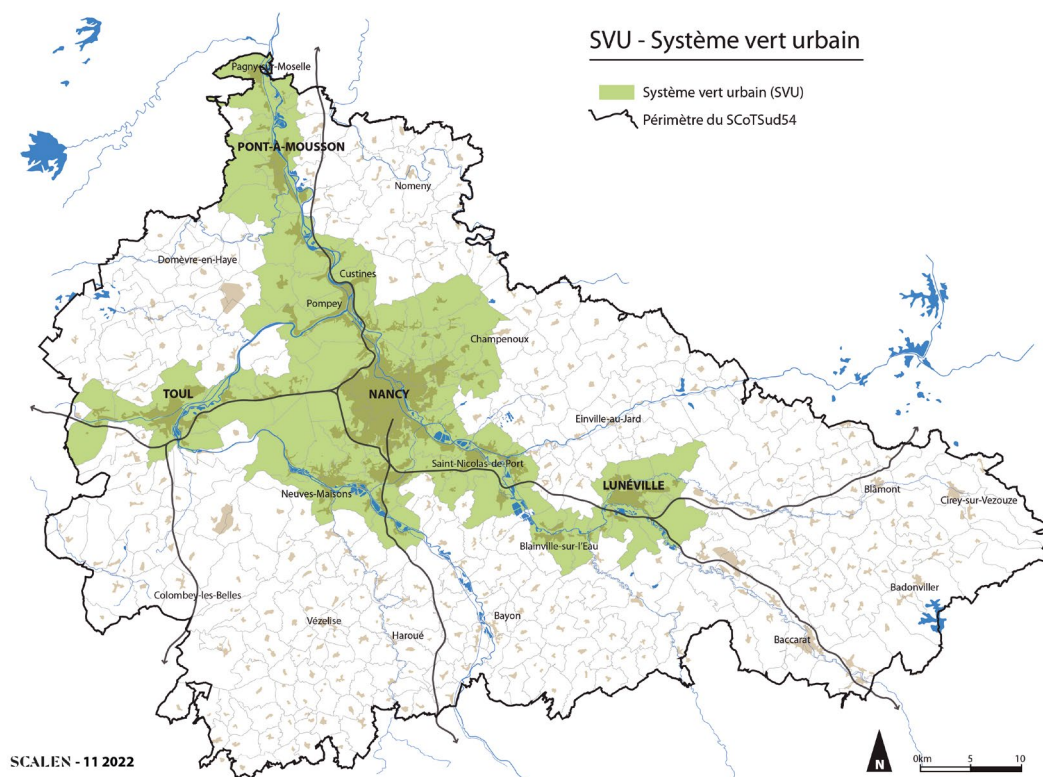 SVU - Système vert urbain
Système vert urbain (SVU)
Périmètre du SCoTSud54
Pagny-sur-Moselle
PONT-À-MOUSSON
Nomeny
Domèvre-en-Haye
Custines
Pompey
Champenoux
TOUL
NANCY
Einville-au-Jard
Saint-Nicolas-de-Port
LUNÉVILLE
Neuves-Maisons
Blâmont
Cirey-sur-Vezouze
Blainville-sur-l'Eau
Colombey-les-Belles
Badonviller
Vézelise
Bayon
Haroué
Baccarat
SCALEN - 11 2022
N
0km 5 10